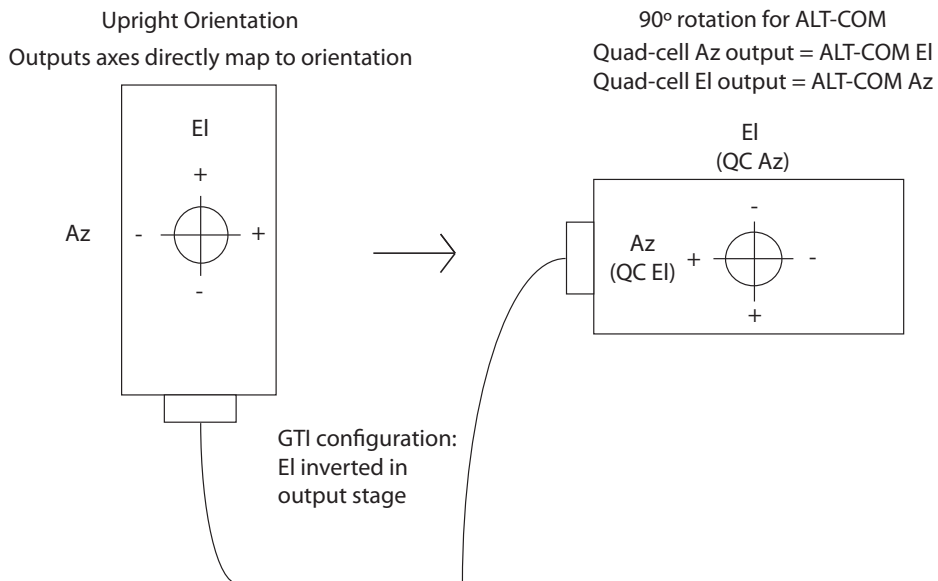 Upright Orientation
Outputs axes directly map to orientation
El
+
Az
-
+
-
GTI configuration:
El inverted in
output stage
90º rotation for ALT-COM
Quad-cell Az output = ALT-COM El
Quad-cell El output = ALT-COM Az
El
(QC Az)
-
Az
(QC El)
+
-
+